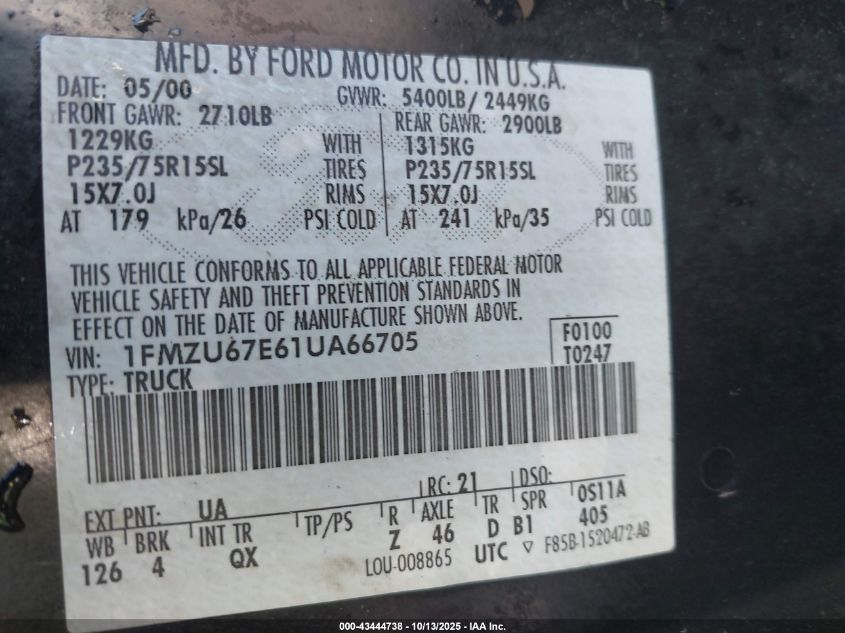 MFD. BY FORD MOTOR CO. IN U.S.A.
DATE: 05/00 GVWR: 5400LB/ 2449KG
FRONT GAWR: 2710LB REAR GAWR: 2900LB
1229KG WITH 1315KG WITH
P235/75R15SL TIRES P235/75R15SL TIRES
15X7.0J RIMS 15X7.0J RIMS
AT 179 kPa/26 PSI COLD AT 241 kPa/35 PSI COLD
THIS VEHICLE CONFORMS TO ALL APPLICABLE FEDERAL MOTOR
VEHICLE SAFETY AND THEFT PREVENTION STANDARDS IN
EFFECT ON THE DATE OF MANUFACTURE SHOWN ABOVE.
VIN: 1FMZU67E61UA66705 F0100
TYPE: TRUCK T0247
EXT PNT: UA RC: 21 DSO:
WB BRK INT TR TP/PS R AXLE TR SPR 0S11A
126 4 QX Z 46 D B1 405
LOU-008865 UTC ▽ F85B-1520472-AB
000-43444738 - 10/13/2025 - IAA Inc.